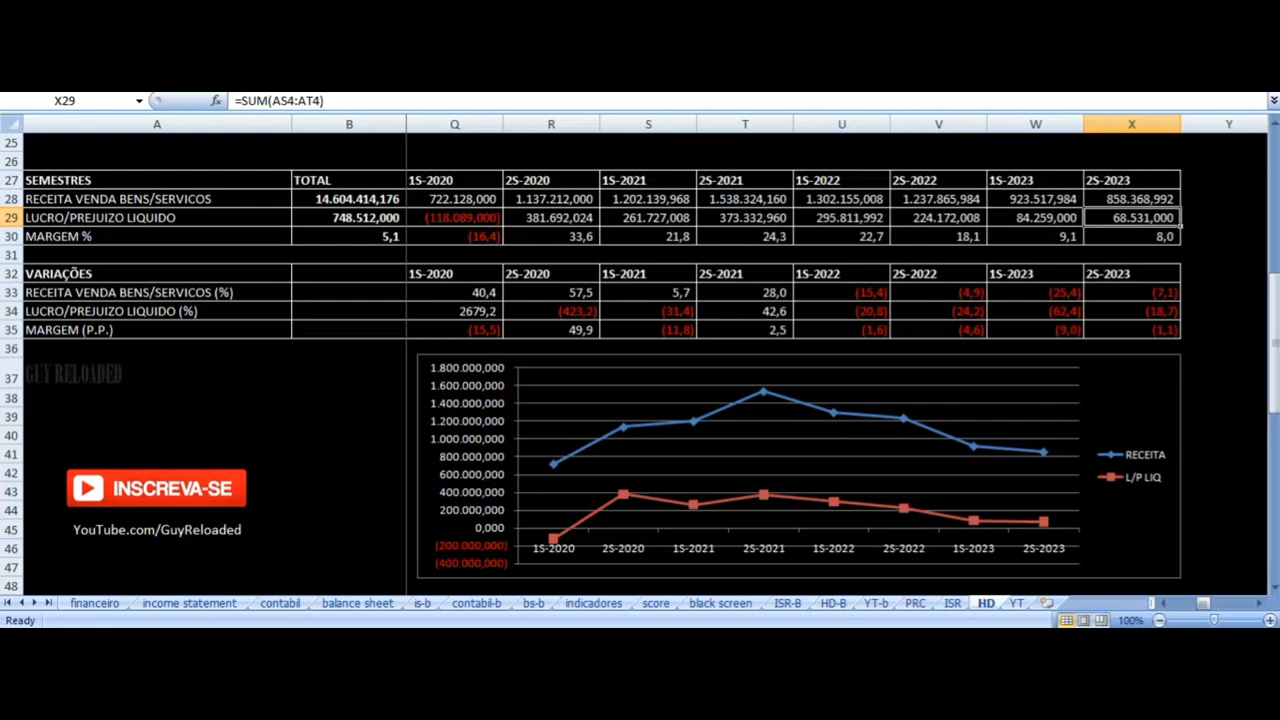 X29 fx =SUM(AS4:AT4)
A B Q R S T U V W X Y
25
26
27 SEMESTRES TOTAL 1S-2020 2S-2020 1S-2021 2S-2021 1S-2022 2S-2022 1S-2023 2S-2023
28 RECEITA VENDA BENS/SERVICOS 14.604.414,176 722.128,000 1.137.212,000 1.202.139,968 1.538.324,160 1.302.155,008 1.237.865,984 923.517,984 858.368,992
29 LUCRO/PREJUIZO LIQUIDO 748.512,000 (118.089,000) 381.692,024 261.727,008 373.332,960 295.811,992 224.172,008 84.259,000 68.531,000
30 MARGEM % 5,1 (16,4) 33,6 21,8 24,3 22,7 18,1 9,1 8,0
31
32 VARIAÇÕES 1S-2020 2S-2020 1S-2021 2S-2021 1S-2022 2S-2022 1S-2023 2S-2023
33 RECEITA VENDA BENS/SERVICOS (%) 40,4 57,5 5,7 28,0 (15,4) (4,9) (25,4) (7,1)
34 LUCRO/PREJUIZO LIQUIDO (%) 2679,2 (423,2) (31,4) 42,6 (20,8) (24,2) (62,4) (18,7)
35 MARGEM (P.P.) (15,5) 49,9 (11,8) 2,5 (1,6) (4,6) (9,0) (1,1)
36
37 GUY RELOADED
38
39
40
41
42
43
44
45
46
47
48
1.800.000,000
1.600.000,000
1.400.000,000
1.200.000,000
1.000.000,000
800.000,000
600.000,000
400.000,000
200.000,000
0,000
(200.000,000)
(400.000,000)
1S-2020 2S-2020 1S-2021 2S-2021 1S-2022 2S-2022 1S-2023 2S-2023
RECEITA
L/P LIQ
INSCREVA-SE
YouTube.com/GuyReloaded
financeiro income statement contabil balance sheet is-b contabil-b bs-b indicadores score black screen ISR-B HD-B YT-b PRC ISR HD YT
Ready 100%